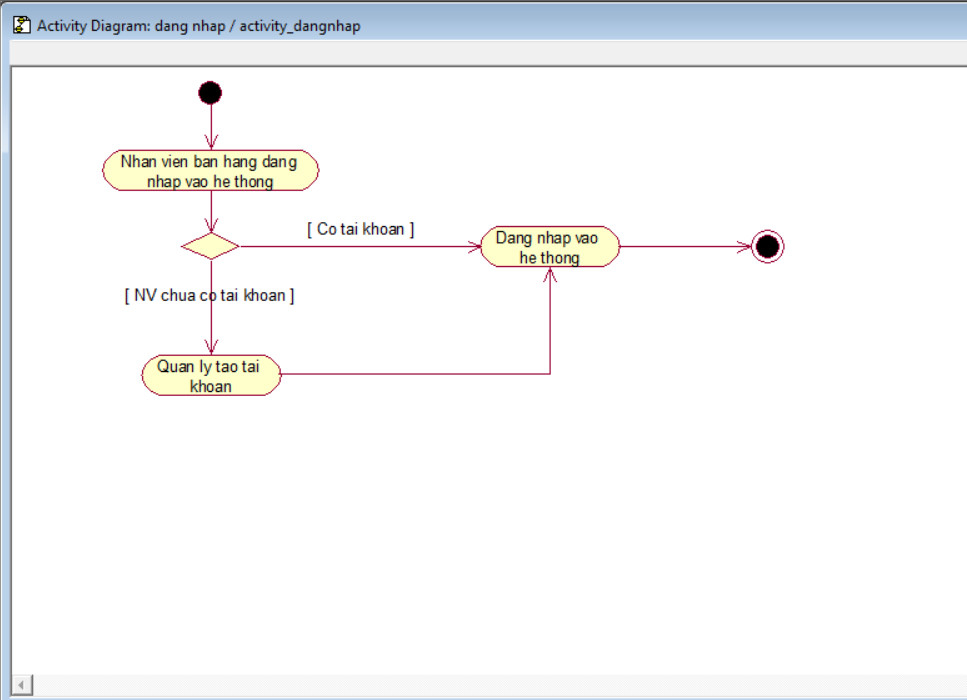 Activity Diagram: dang nhap / activity_dangnhap
Nhan vien ban hang dang
nhap vao he thong
[ Co tai khoan ]
Dang nhap vao
he thong
[ NV chua co tai khoan ]
Quan ly tao tai
khoan